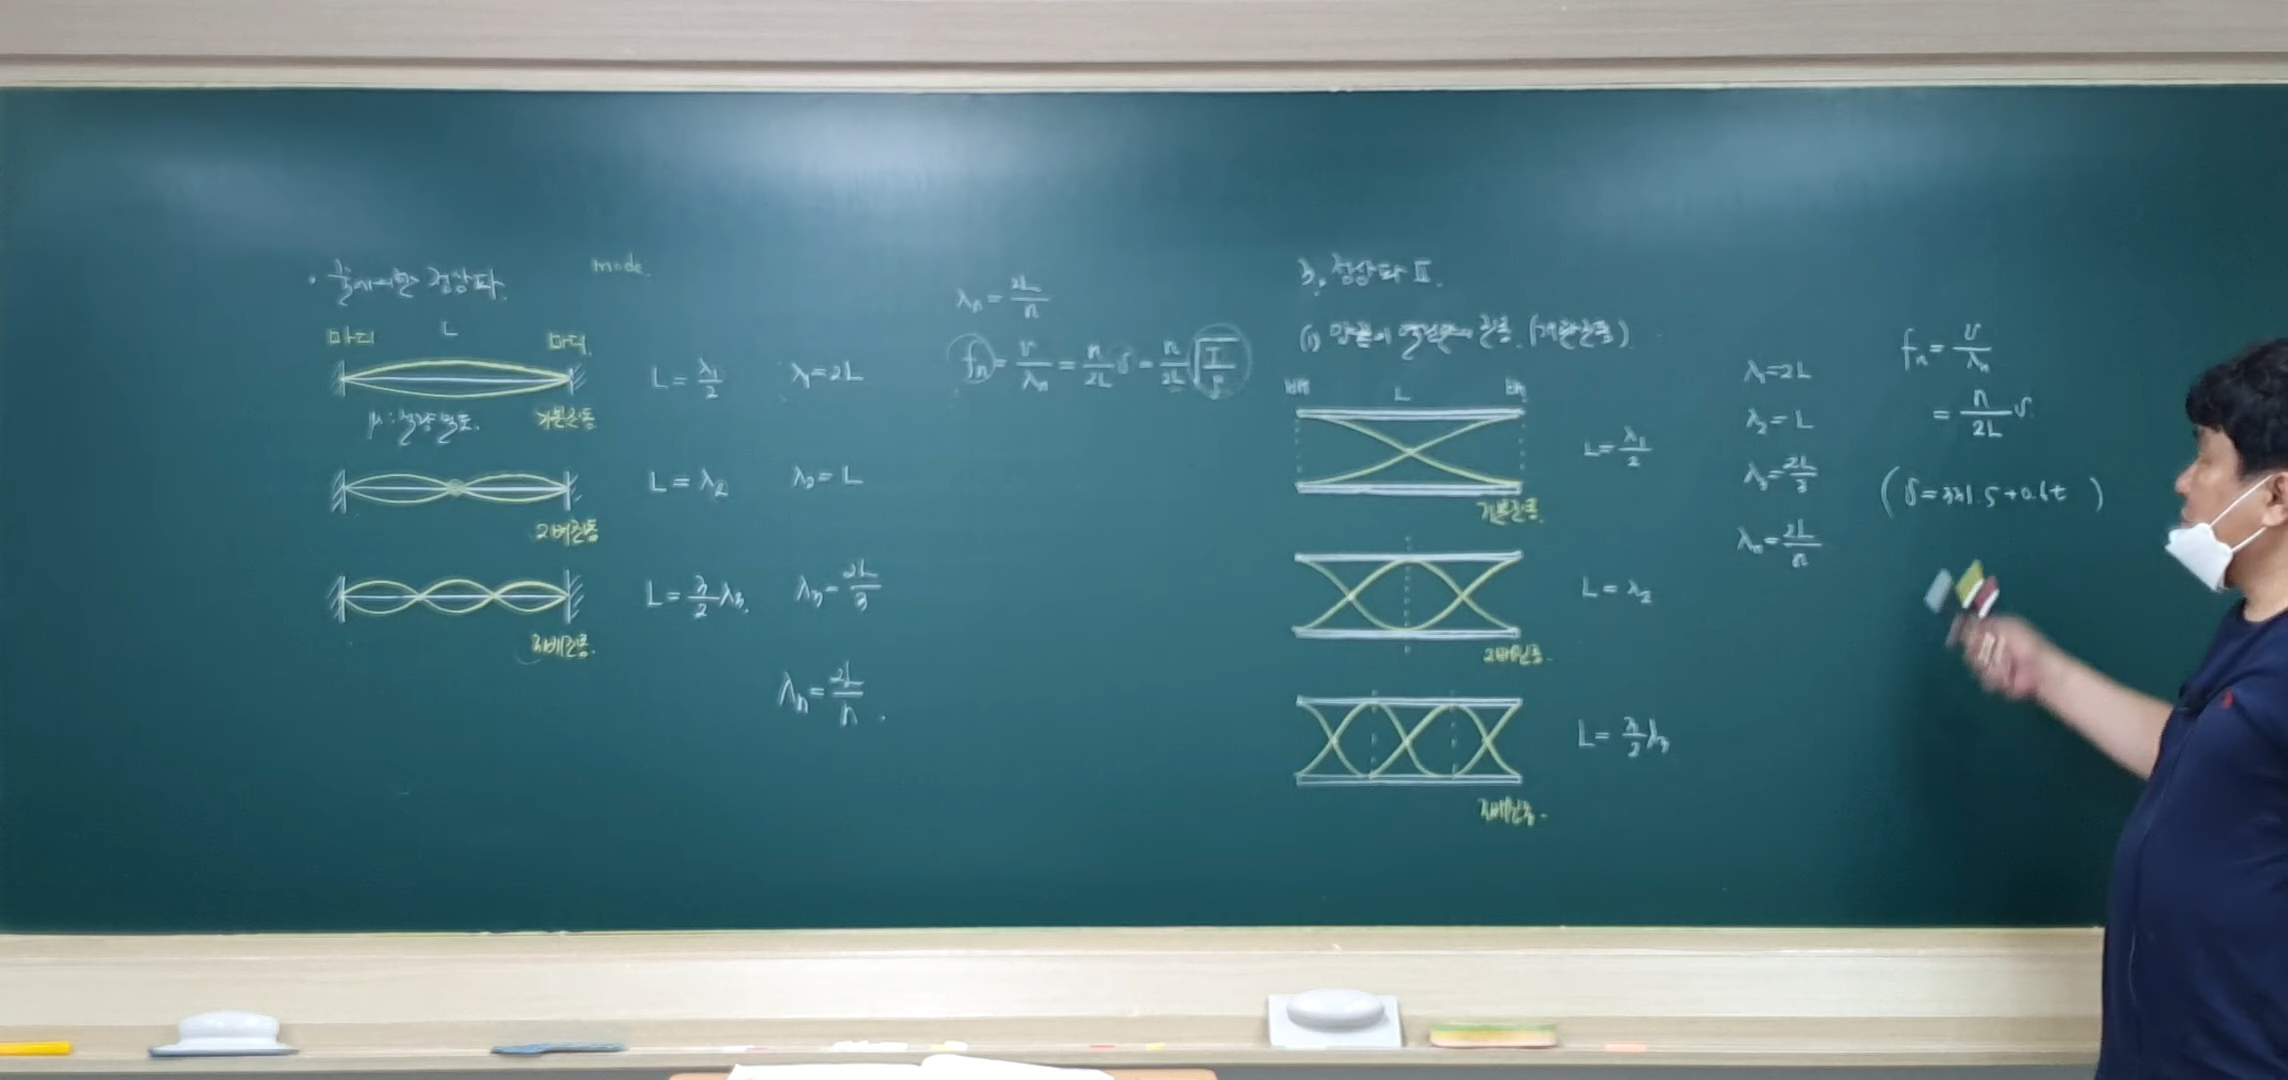 · 줄에 의한 정상파.
mode.
마디 L 마디.
μ : 질량밀도. 기본진동
L = λ₁/2 λ₁=2L
2배진동
L = λ₂ λ₂= L
3배진동.
L = 3/2 λ₃. λ₃= 2L/3
λn = 2L/n .
λn = 2L/n
fn = v/λn = n/2L v = n/2L √(T/μ)
3. 정상파 Ⅱ.
(1) 양끝이 열린 관의 진동. (개관진동)
배 L 배
L = λ₁/2
기본진동.
L = λ₂
2배진동.
L = 3/2 λ₃
3배진동.
λ₁=2L
λ₂= L
λ₃= 2L/3
λn = 2L/n
fn = v/λn
= n/2L v
( v = 331.5+0.6t )